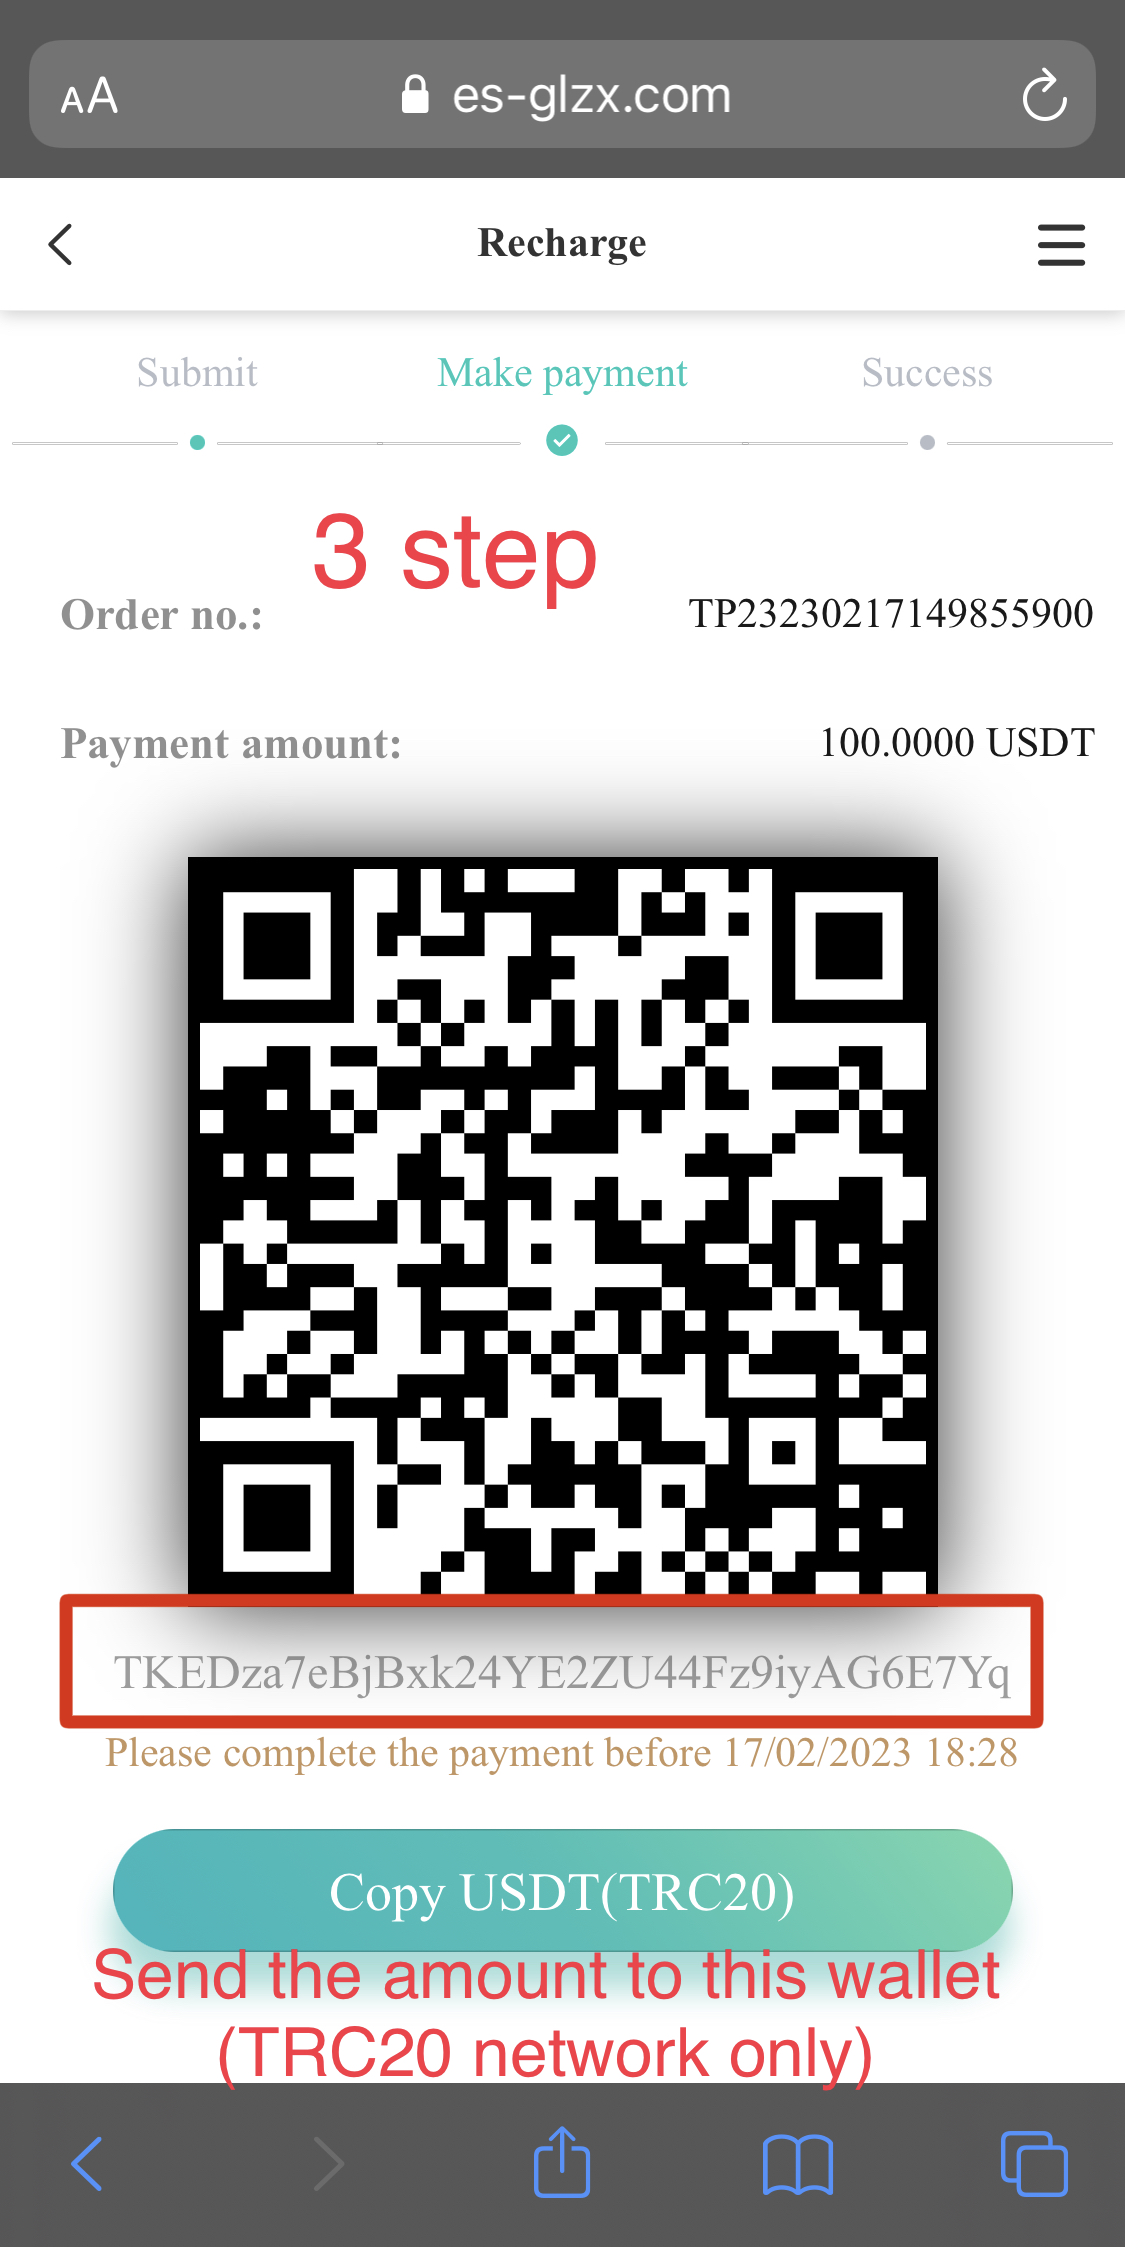 AA es-glzx.com
Recharge
Submit Make payment Success
3 step
Order no.: TP23230217149855900
Payment amount: 100.0000 USDT
TKEDza7eBjBxk24YE2ZU44Fz9iyAG6E7Yq
Please complete the payment before 17/02/2023 18:28
Copy USDT(TRC20)
Send the amount to this wallet
(TRC20 network only)